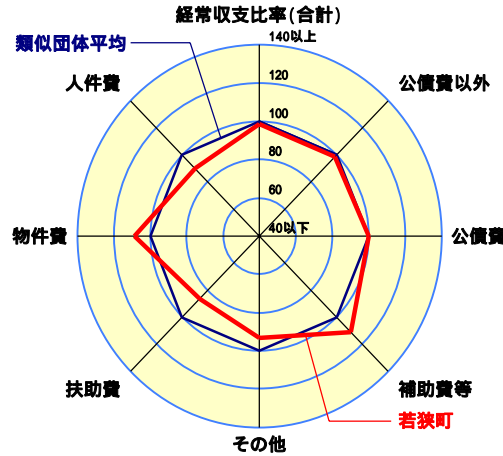 経常収支比率(合計)
140以上
類似団体平均
120
人件費
公債費以外
100
80
60
物件費
40以下
公債費
扶助費
補助費等
若狭町
その他